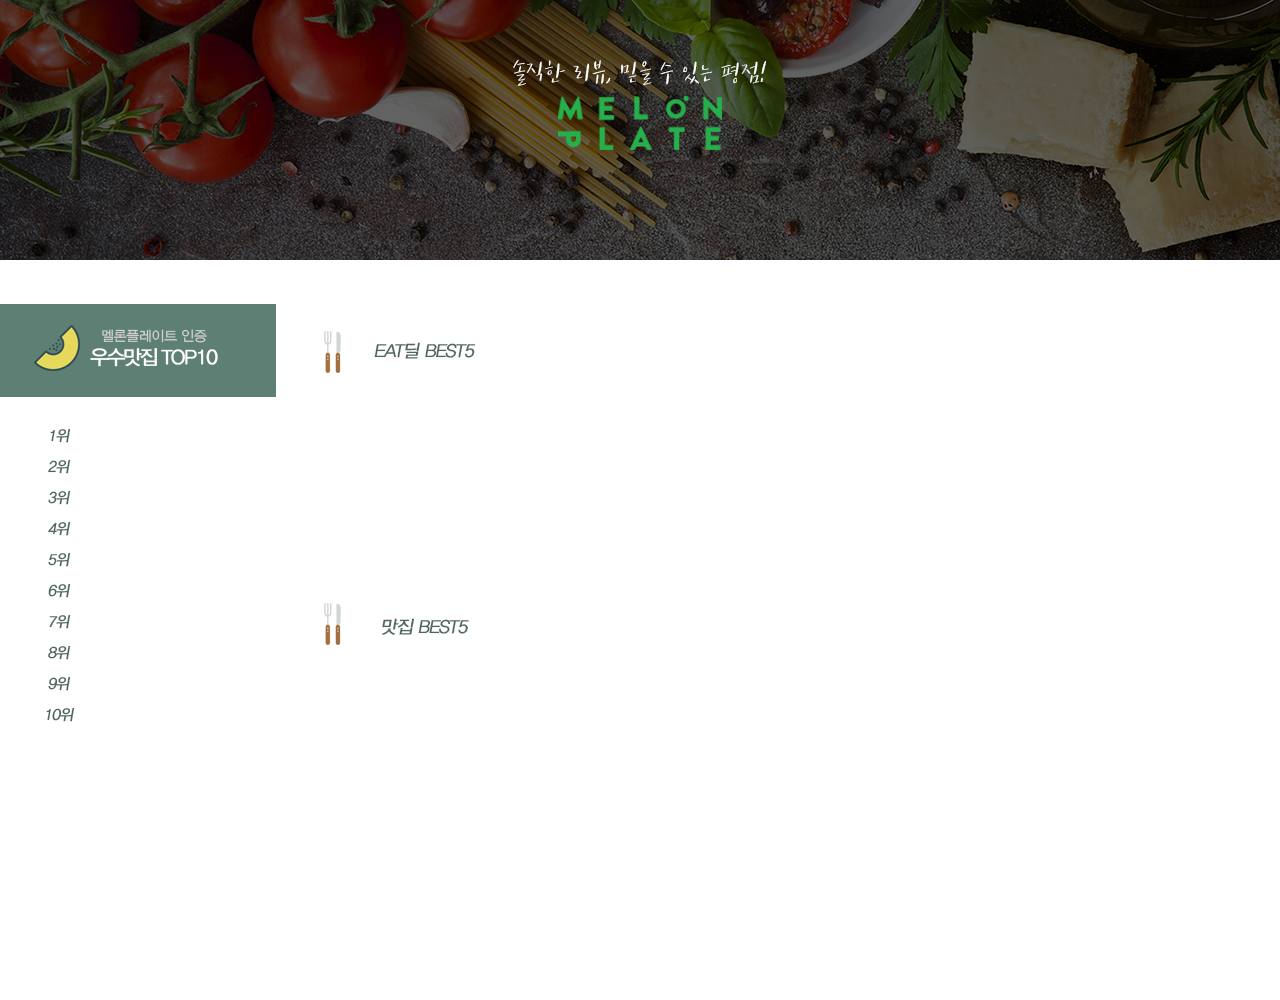 솔직한 리뷰, 믿을 수 있는 평점!
MELON
PLATE
멜론플레이트 인증
우수맛집 TOP10
1위
2위
3위
4위
5위
6위
7위
8위
9위
10위
EAT딜 BEST5
맛집 BEST5